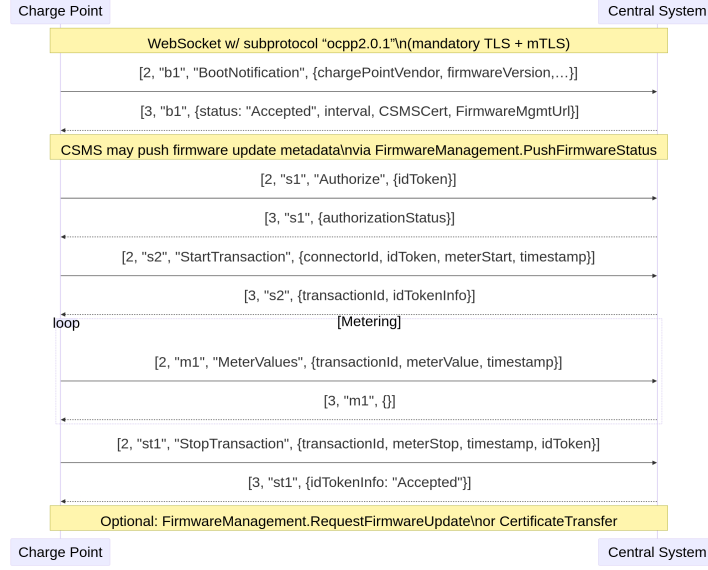 Charge Point
Central System
WebSocket w/ subprotocol “ocpp2.0.1”\n(mandatory TLS + mTLS)
[2, "b1", "BootNotification", {chargePointVendor, firmwareVersion,…}]
[3, "b1", {status: "Accepted", interval, CSMSCert, FirmwareMgmtUrl}]
CSMS may push firmware update metadata\nvia FirmwareManagement.PushFirmwareStatus
[2, "s1", "Authorize", {idToken}]
[3, "s1", {authorizationStatus}]
[2, "s2", "StartTransaction", {connectorId, idToken, meterStart, timestamp}]
[3, "s2", {transactionId, idTokenInfo}]
loop
[Metering]
[2, "m1", "MeterValues", {transactionId, meterValue, timestamp}]
[3, "m1", {}]
[2, "st1", "StopTransaction", {transactionId, meterStop, timestamp, idToken}]
[3, "st1", {idTokenInfo: "Accepted"}]
Optional: FirmwareManagement.RequestFirmwareUpdate\nor CertificateTransfer
Charge Point
Central System